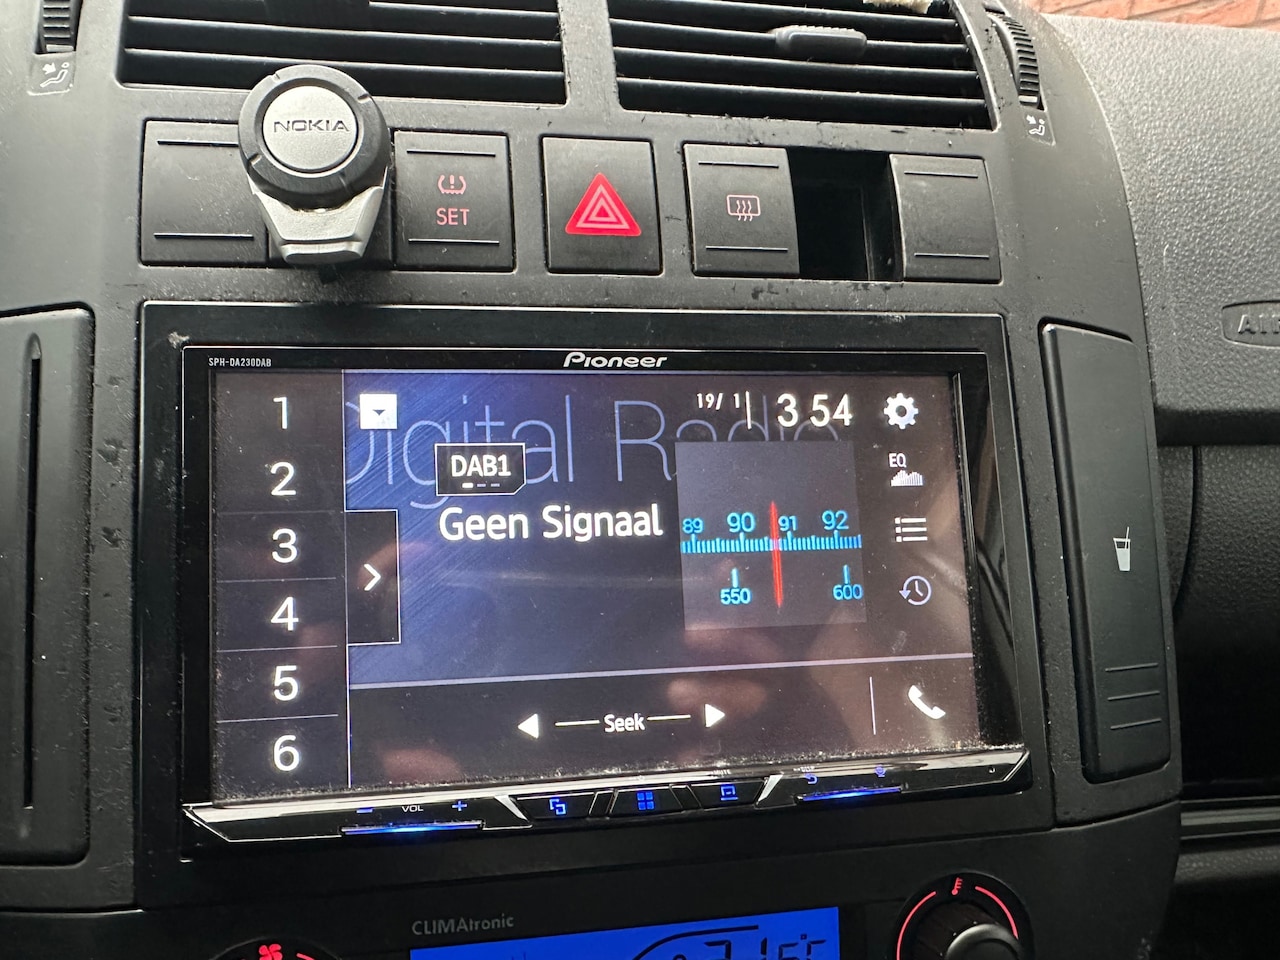 NOKIA
SET
AI
SPH-DA230DAB
Pioneer
1
2
3
4
5
6
Digital Radio
19/ 1
3 54
DAB1
EQ
Geen Signaal
89 90 91 92
550 600
Seek
VOL
CLIMAtronic